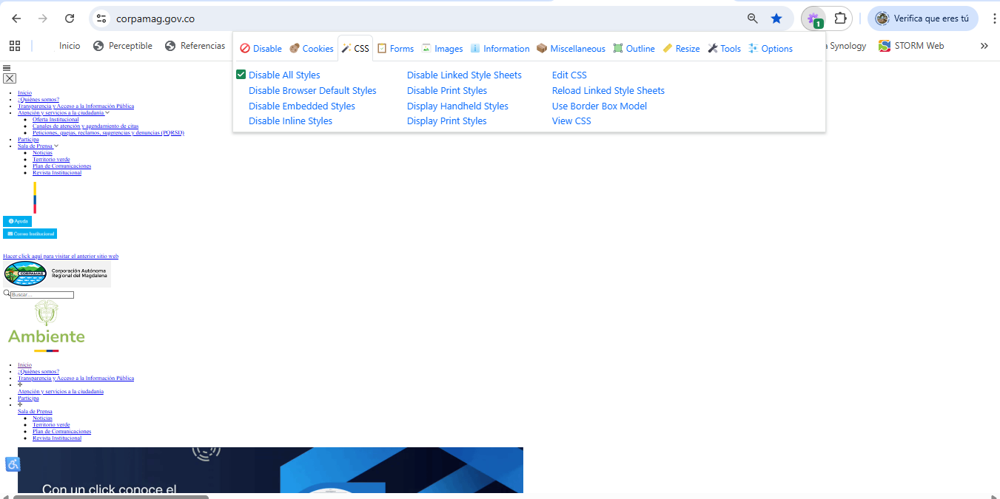 corpamag.gov.co
Verifica que eres tú
Inicio
Perceptible
Referencias
a Synology
STORM Web
Disable
Cookies
CSS
Forms
Images
Information
Miscellaneous
Outline
Resize
Tools
Options
1
Disable All Styles
Disable Browser Default Styles
Disable Embedded Styles
Disable Inline Styles
Disable Linked Style Sheets
Disable Print Styles
Display Handheld Styles
Display Print Styles
Edit CSS
Reload Linked Style Sheets
Use Border Box Model
View CSS
Inicio
¿Quiénes somos?
Transparencia y Acceso a la Información Pública
Atención y servicios a la ciudadanía
Oferta Institucional
Canales de atención y agendamiento de citas
Peticiones, quejas, reclamos, sugerencias y denuncias (PQRSD)
Participa
Sala de Prensa
Noticias
Territorio verde
Plan de Comunicaciones
Revista Institucional
Ayuda
Correo Institucional
Hacer click aquí para visitar el anterior sitio web
CORPAMAG
Corporación Autónoma
Regional del Magdalena
Buscar...
Ambiente
Inicio
¿Quiénes somos?
Transparencia y Acceso a la Información Pública
Atención y servicios a la ciudadanía
Participa
Sala de Prensa
Noticias
Territorio verde
Plan de Comunicaciones
Revista Institucional
Con un click conoce el